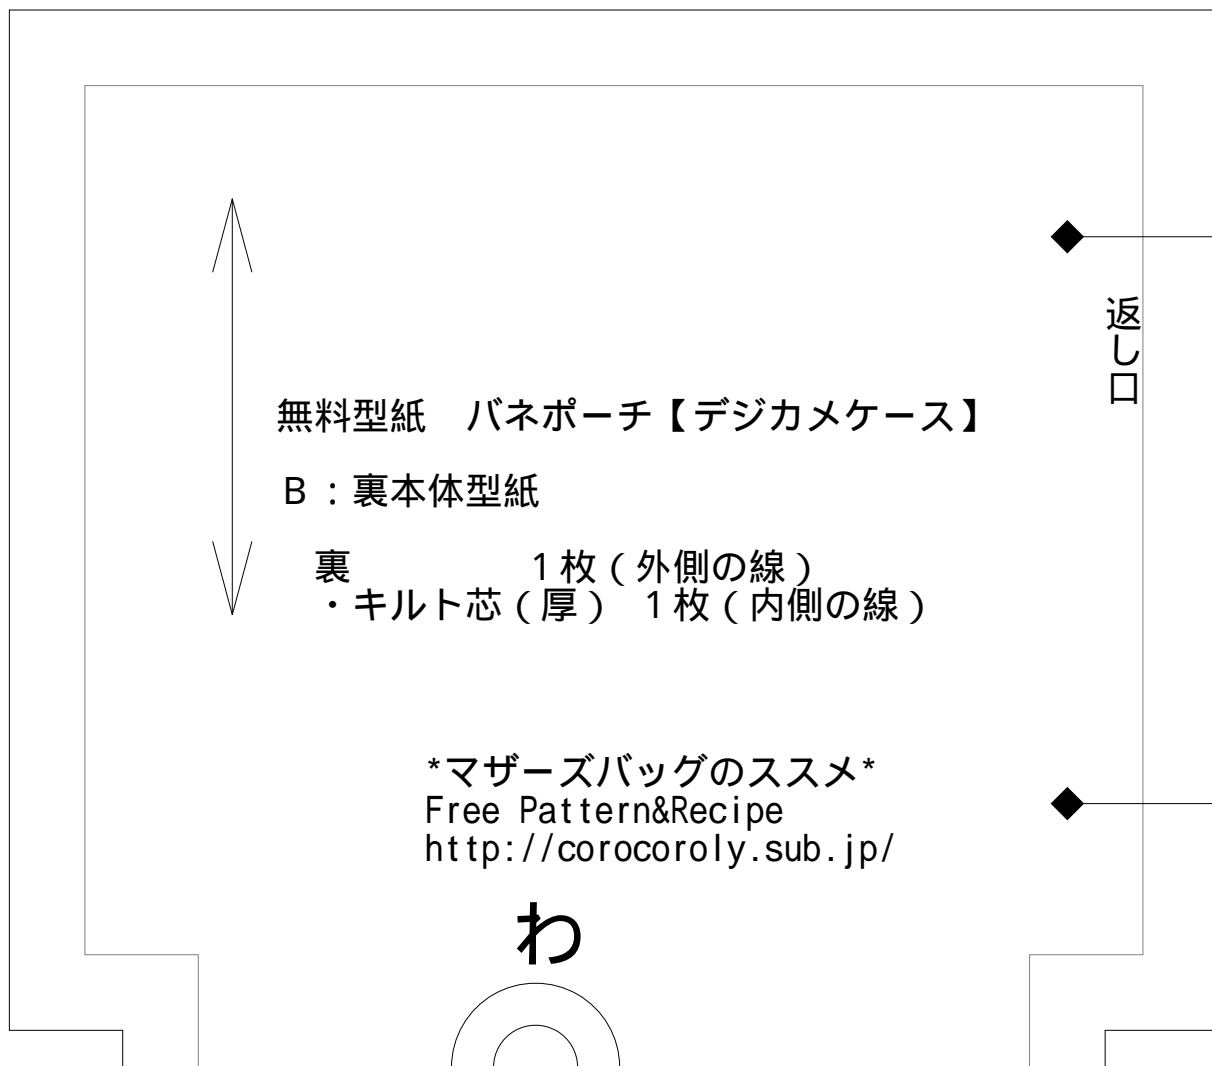 返し口
無料型紙　バネポーチ【デジカメケース】
B：裏本体型紙
裏　　　　　1枚（外側の線）
・キルト芯（厚）　1枚（内側の線）
*マザーズバッグのススメ*
Free Pattern&Recipe
http://corocoroly.sub.jp/
わ